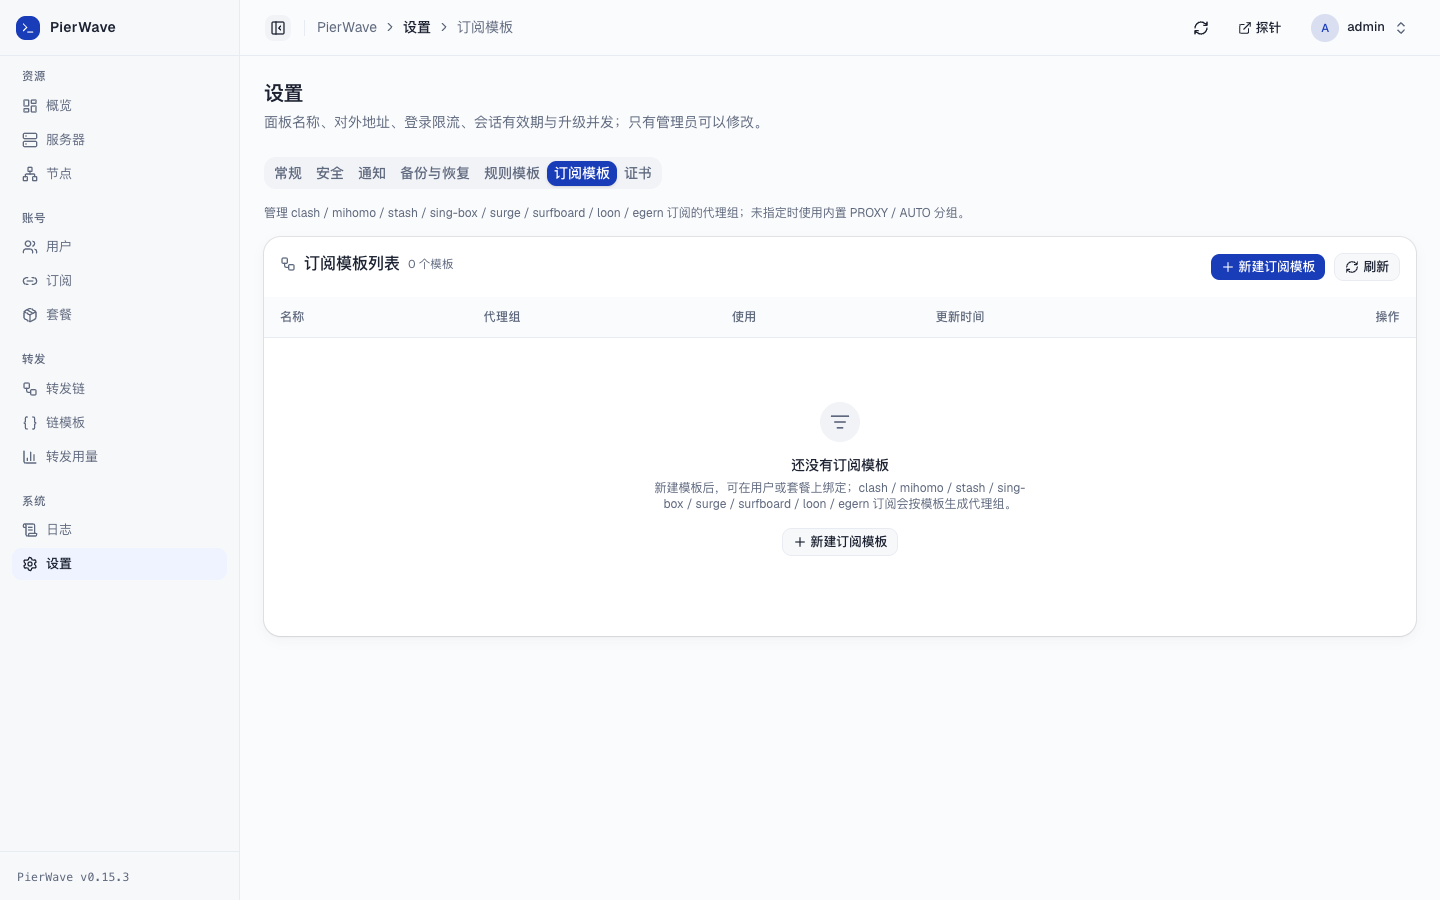 PierWave
PierWave
设置
订阅模板
探针
A
admin
资源
概览
服务器
节点
账号
用户
订阅
套餐
转发
转发链
链模板
转发用量
系统
日志
设置
PierWave v0.15.3
设置
面板名称、对外地址、登录限流、会话有效期与升级并发；只有管理员可以修改。
常规
安全
通知
备份与恢复
规则模板
订阅模板
证书
管理 clash / mihomo / stash / sing-box / surge / surfboard / loon / egern 订阅的代理组；未指定时使用内置 PROXY / AUTO 分组。
订阅模板列表
0 个模板
新建订阅模板
刷新
名称
代理组
使用
更新时间
操作
还没有订阅模板
新建模板后，可在用户或套餐上绑定；clash / mihomo / stash / sing-
box / surge / surfboard / loon / egern 订阅会按模板生成代理组。
新建订阅模板